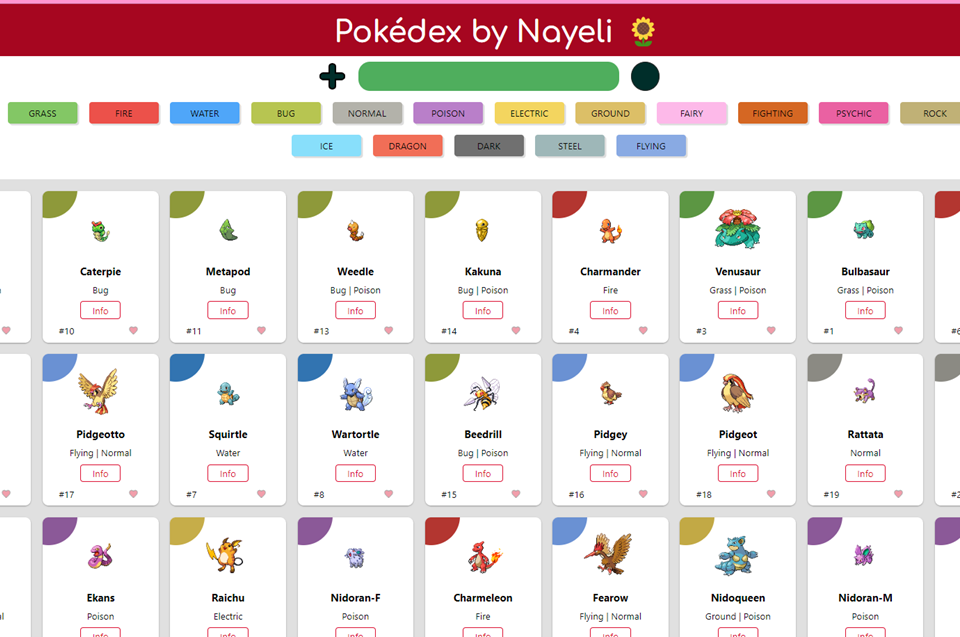 Pokédex by Nayeli
GRASS FIRE WATER BUG NORMAL POISON ELECTRIC GROUND FAIRY FIGHTING PSYCHIC ROCK
ICE DRAGON DARK STEEL FLYING
Caterpie Metapod Weedle Kakuna Charmander Venusaur Bulbasaur
Bug Bug Bug | Poison Bug | Poison Fire Grass | Poison Grass | Poison
Info Info Info Info Info Info Info
#10 #11 #13 #14 #4 #3 #1
Pidgeotto Squirtle Wartortle Beedrill Pidgey Pidgeot Rattata
Flying | Normal Water Water Bug | Poison Flying | Normal Flying | Normal Normal
Info Info Info Info Info Info Info
#17 #7 #8 #15 #16 #18 #19
Ekans Raichu Nidoran-F Charmeleon Fearow Nidoqueen Nidoran-M
Poison Electric Poison Fire Flying | Normal Ground | Poison Poison
Info Info Info Info Info Info Info